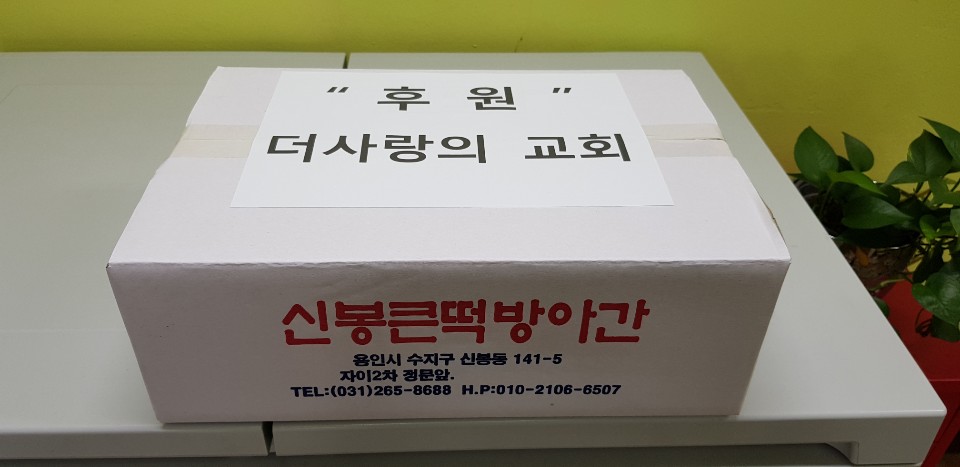 " 후 원 "
더사랑의 교회
신봉큰떡방아간
용인시 수지구 신봉동 141-5
자이2차 정문앞.
TEL:(031)265-8688 H.P:010-2106-6507